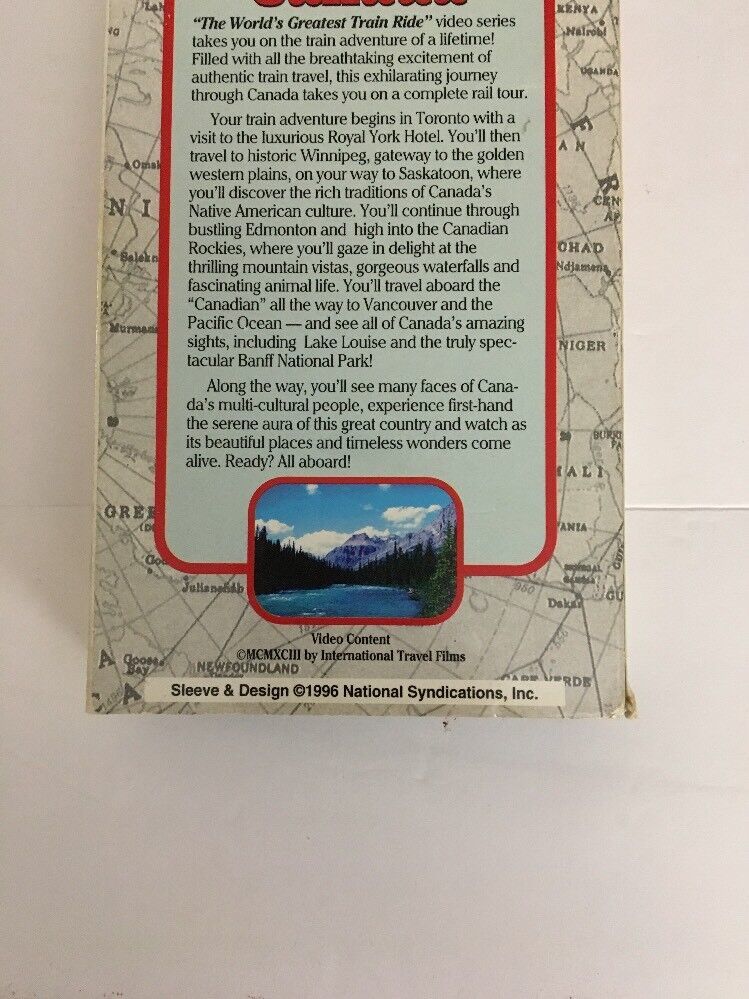 "The World's Greatest Train Ride" video series
takes you on the train adventure of a lifetime!
Filled with all the breathtaking excitement of
authentic train travel, this exhilarating journey
through Canada takes you on a complete rail tour.
Your train adventure begins in Toronto with a
visit to the luxurious Royal York Hotel. You'll then
travel to historic Winnipeg, gateway to the golden
western plains, on your way to Saskatoon, where
you'll discover the rich traditions of Canada's
Native American culture. You'll continue through
bustling Edmonton and high into the Canadian
Rockies, where you'll gaze in delight at the
thrilling mountain vistas, gorgeous waterfalls and
fascinating animal life. You'll travel aboard the
"Canadian" all the way to Vancouver and the
Pacific Ocean — and see all of Canada's amazing
sights, including Lake Louise and the truly spec-
tacular Banff National Park!
Along the way, you'll see many faces of Cana-
da's multi-cultural people, experience first-hand
the serene aura of this great country and watch as
its beautiful places and timeless wonders come
alive. Ready? All aboard!
Video Content
©MCMXCIII by International Travel Films
Sleeve & Design ©1996 National Syndications, Inc.
KENYA
Nairobi
UGANDA
CHAD
Ndjamena
NIGER
MALI
Dakar
CAPE VERDE
Julianehåb
Goose
Bay
NEWFOUNDLAND